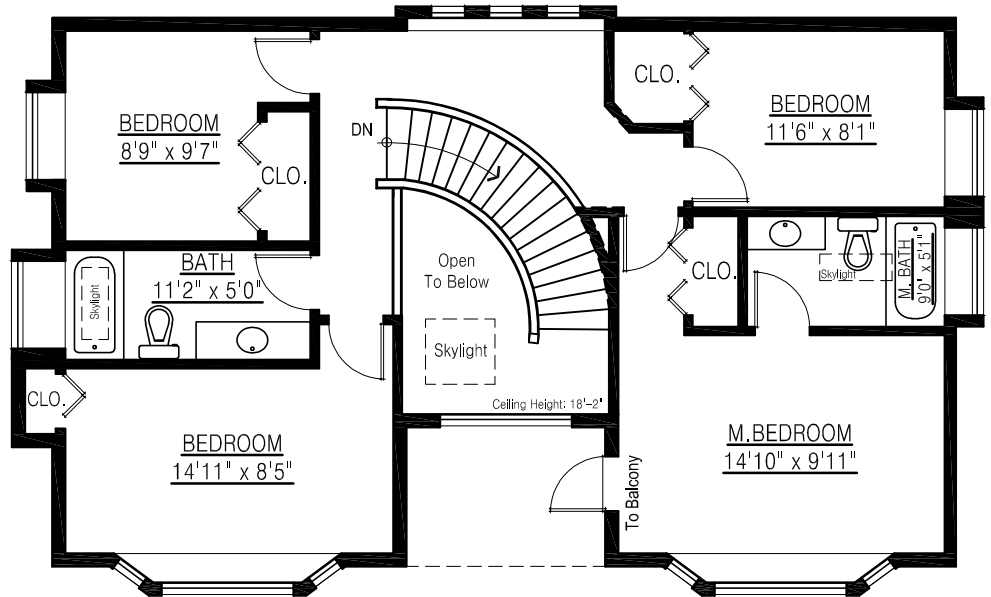 CLO.
BEDROOM
11'6" x 8'1"
BEDROOM
8'9" x 9'7"
DN
CLO.
BATH
11'2" x 5'0"
Skylight
Open
To Below
CLO.
Skylight
M. BATH
9'0" x 5'1"
Skylight
Ceiling Height: 18'-2"
CLO.
BEDROOM
14'11" x 8'5"
M.BEDROOM
14'10" x 9'11"
To Balcony